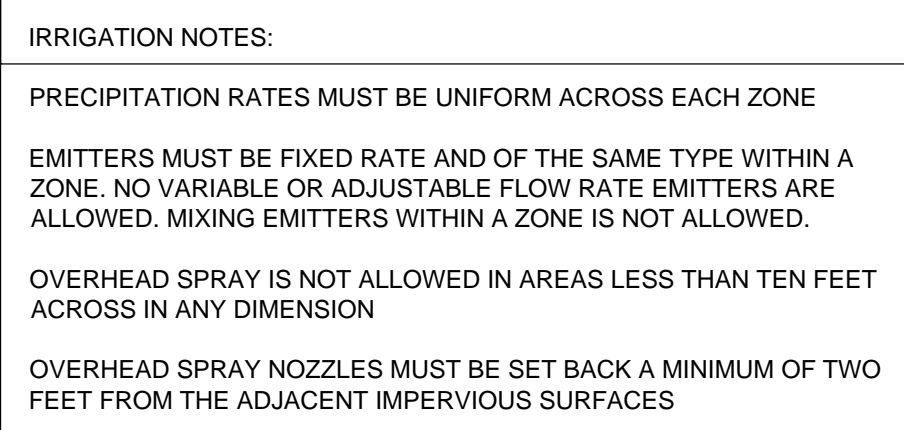 IRRIGATION NOTES:
PRECIPITATION RATES MUST BE UNIFORM ACROSS EACH ZONE
EMITTERS MUST BE FIXED RATE AND OF THE SAME TYPE WITHIN A
ZONE. NO VARIABLE OR ADJUSTABLE FLOW RATE EMITTERS ARE
ALLOWED. MIXING EMITTERS WITHIN A ZONE IS NOT ALLOWED.
OVERHEAD SPRAY IS NOT ALLOWED IN AREAS LESS THAN TEN FEET
ACROSS IN ANY DIMENSION
OVERHEAD SPRAY NOZZLES MUST BE SET BACK A MINIMUM OF TWO
FEET FROM THE ADJACENT IMPERVIOUS SURFACES